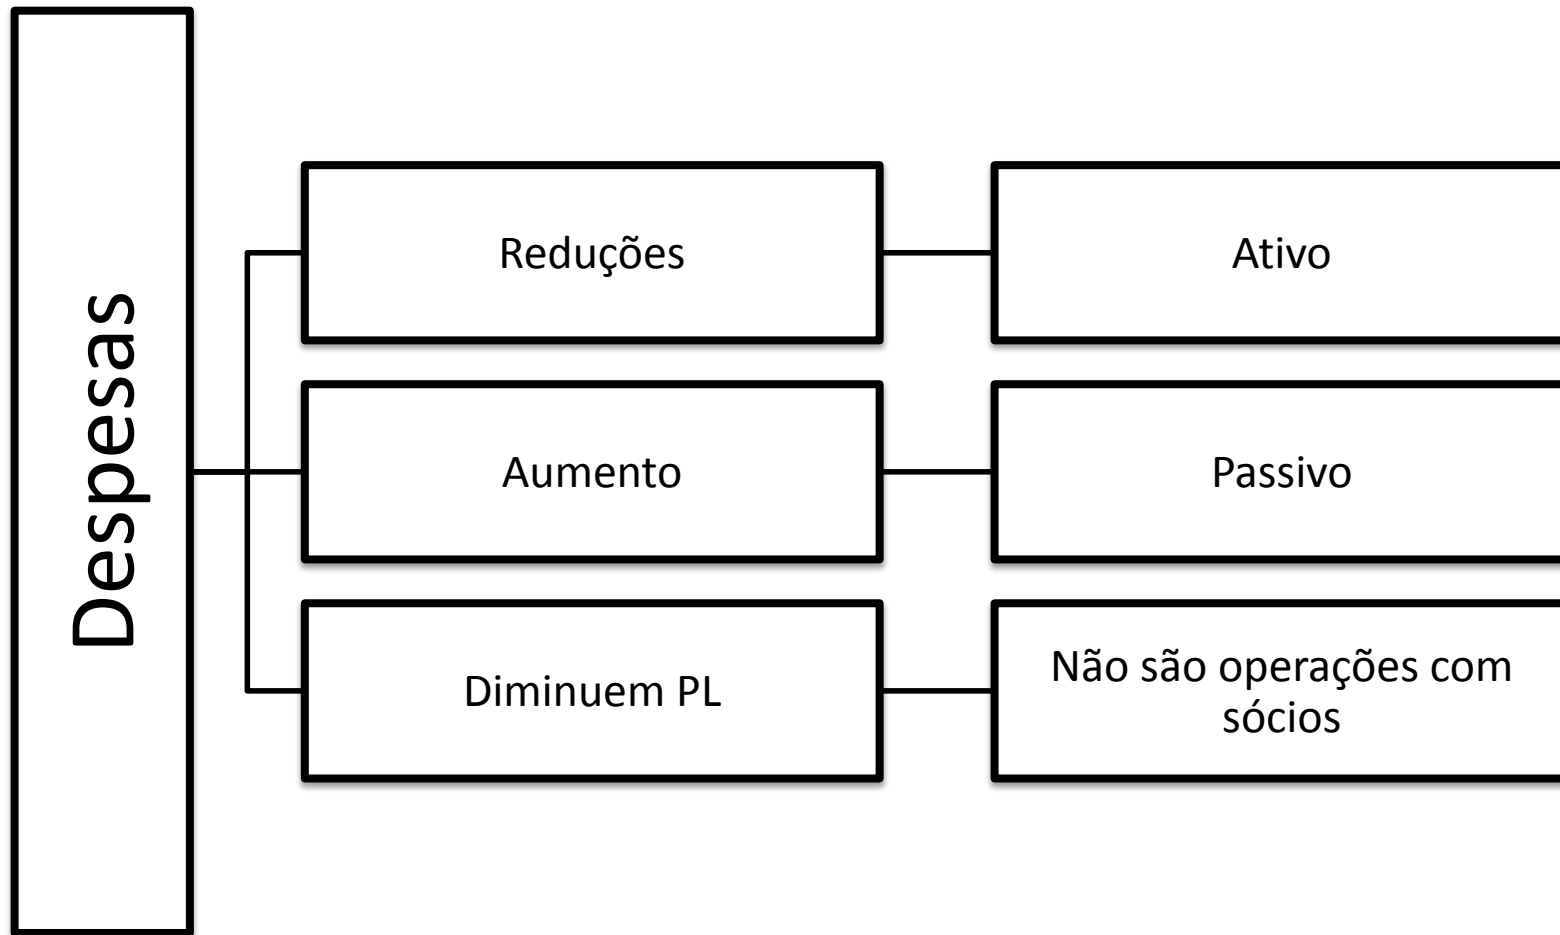 Despesas
Reduções
Ativo
Aumento
Passivo
Diminuem PL
Não são operações com
sócios